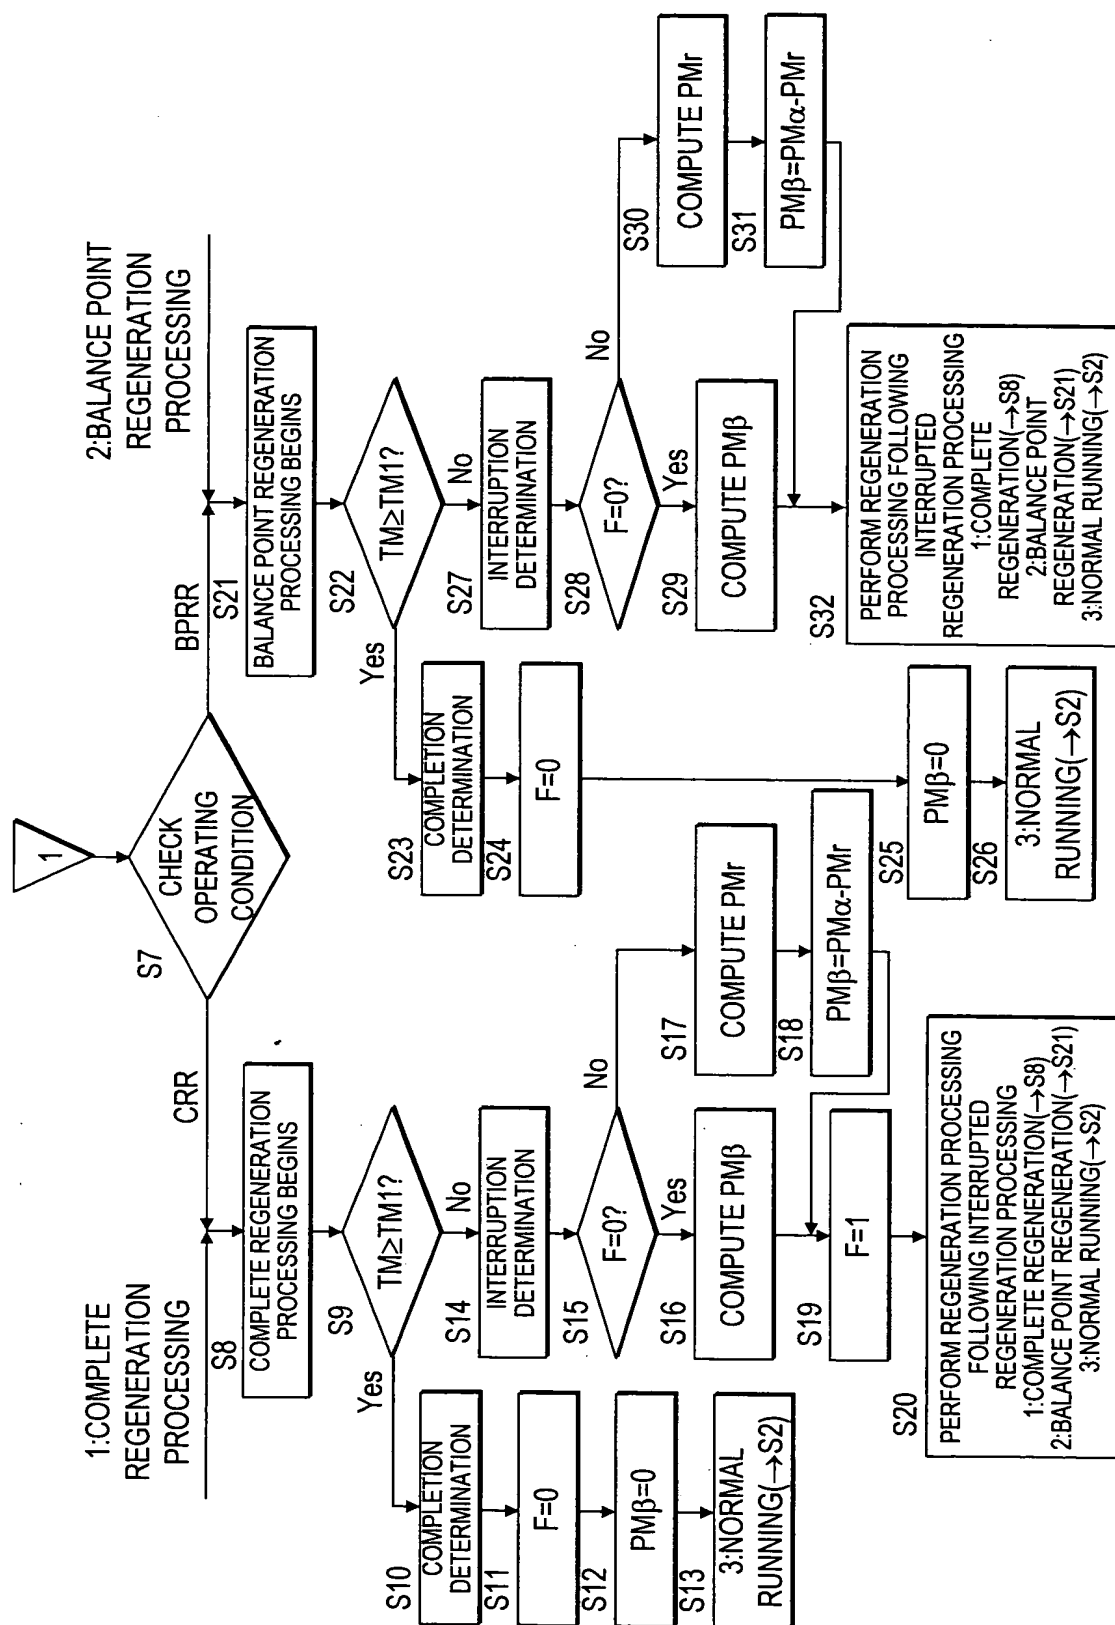 1
S7
CHECK
OPERATING
CONDITION
CRR
BPRR
1:COMPLETE
REGENERATION
PROCESSING
S8
COMPLETE REGENERATION
PROCESSING BEGINS
S9
TM≥TM1?
Yes
No
S10
COMPLETION
DETERMINATION
S11
F=0
S12
PMβ=0
S13
3:NORMAL
RUNNING(→S2)
S14
INTERRUPTION
DETERMINATION
S15
F=0?
Yes
No
S16
COMPUTE PMβ
S17
COMPUTE PMr
S18
PMβ=PMα-PMr
S19
F=1
S20
PERFORM REGENERATION PROCESSING
FOLLOWING INTERRUPTED
REGENERATION PROCESSING
1:COMPLETE REGENERATION(→S8)
2:BALANCE POINT REGENERATION(→S21)
3:NORMAL RUNNING(→S2)
2:BALANCE POINT
REGENERATION
PROCESSING
S21
BALANCE POINT REGENERATION
PROCESSING BEGINS
S22
TM≥TM1?
Yes
No
S23
COMPLETION
DETERMINATION
S24
F=0
S25
PMβ=0
S26
3:NORMAL
RUNNING(→S2)
S27
INTERRUPTION
DETERMINATION
S28
F=0?
Yes
No
S29
COMPUTE PMβ
S30
COMPUTE PMr
S31
PMβ=PMα-PMr
S32
PERFORM REGENERATION
PROCESSING FOLLOWING
INTERRUPTED
REGENERATION PROCESSING
1:COMPLETE
REGENERATION(→S8)
2:BALANCE POINT
REGENERATION(→S21)
3:NORMAL RUNNING(→S2)